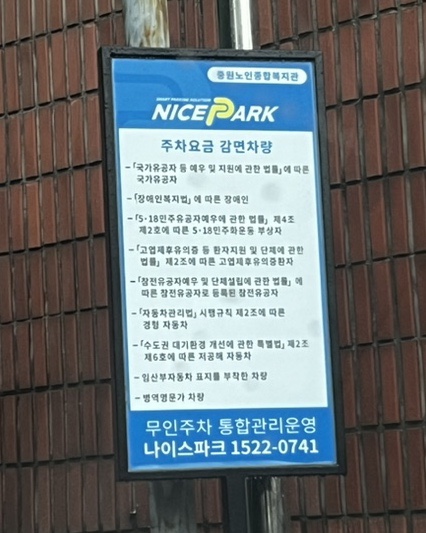 중원노인종합복지관
SMART PARKING SOLUTION
NICEPARK
주차요금 감면차량
-「국가유공자 등 예우 및 지원에 관한 법률」에 따른
국가유공자
-「장애인복지법」에 따른 장애인
-「5·18민주유공자예우에 관한 법률」 제4조
제2호에 따른 5·18민주화운동 부상자
-「고엽제후유의증 등 환자지원 및 단체에 관한
법률」 제2조에 따른 고엽제후유의증환자
-「참전유공자예우 및 단체설립에 관한 법률」에
따른 참전유공자로 등록된 참전유공자
-「자동차관리법」시행규칙 제2조에 따른
경형 자동차
-「수도권 대기환경 개선에 관한 특별법」제2조
제6호에 따른 저공해 자동차
- 임산부자동차 표지를 부착한 차량
- 병역명문가 차량
무인주차 통합관리운영
나이스파크 1522-0741